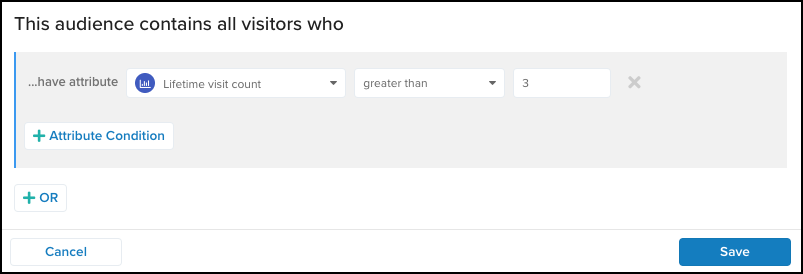 This audience contains all visitors who
...have attribute Lifetime visit count greater than 3
+ Attribute Condition
+ OR
Cancel Save